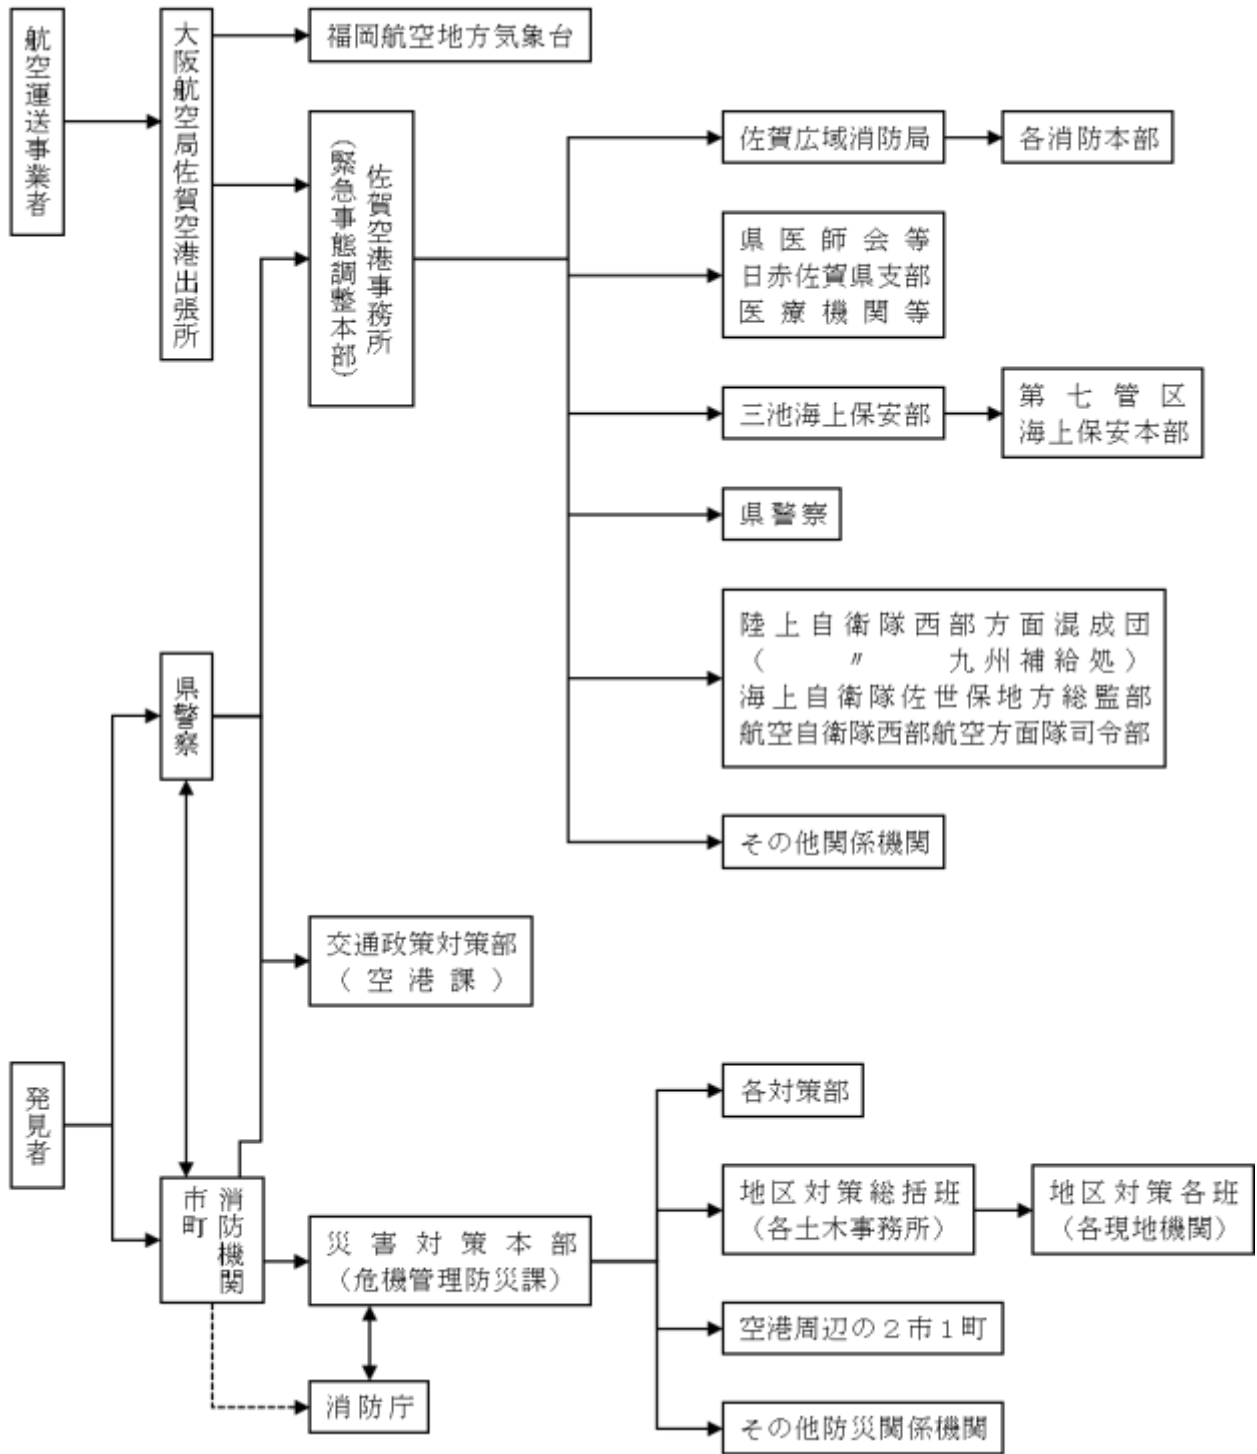 航空運送事業者
大阪航空局佐賀空港出張所
福岡航空地方気象台
佐賀空港事務所
（緊急事態調整本部）
佐賀広域消防局
各消防本部
県医師会等
日赤佐賀県支部
医療機関等
三池海上保安部
第七管区
海上保安本部
県警察
陸上自衛隊西部方面混成団
（　〃　九州補給処）
海上自衛隊佐世保地方総監部
航空自衛隊西部航空方面隊司令部
その他関係機関
県警察
交通政策対策部
（空港課）
発見者
消防機関
市町
災害対策本部
（危機管理防災課）
消防庁
各対策部
地区対策総括班
（各土木事務所）
地区対策各班
（各現地機関）
空港周辺の２市１町
その他防災関係機関